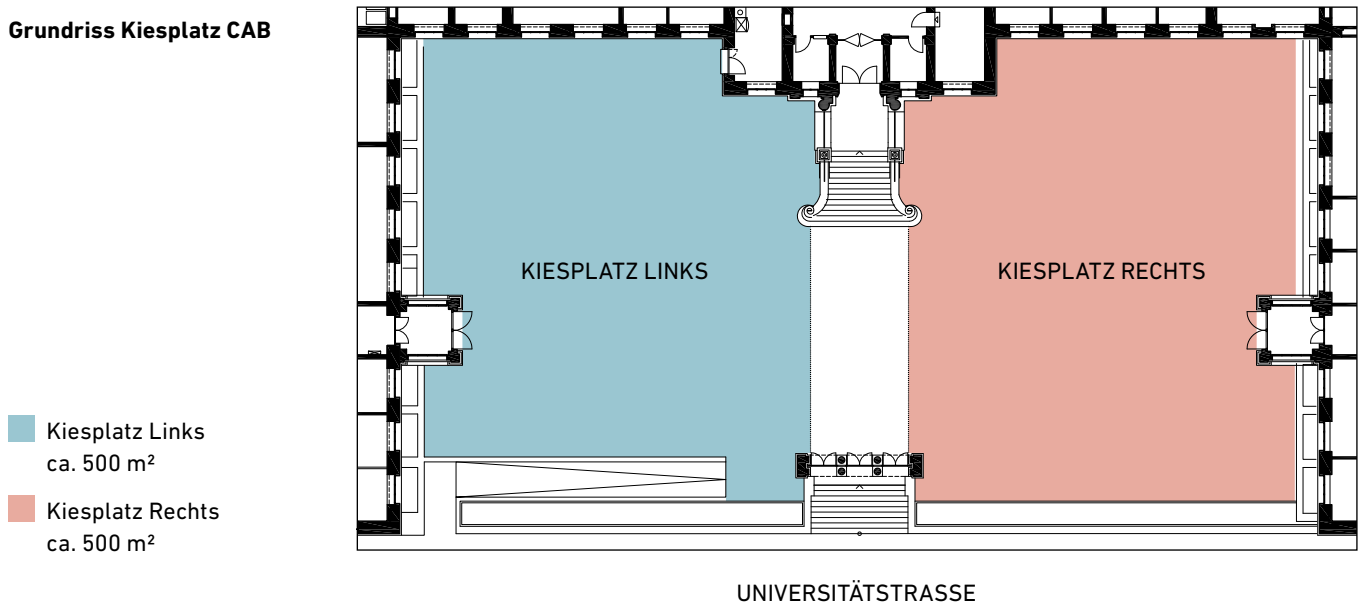 Grundriss Kiesplatz CAB
KIESPLATZ LINKS
KIESPLATZ RECHTS
Kiesplatz Links
ca. 500 m²
Kiesplatz Rechts
ca. 500 m²
UNIVERSITÄTSTRASSE